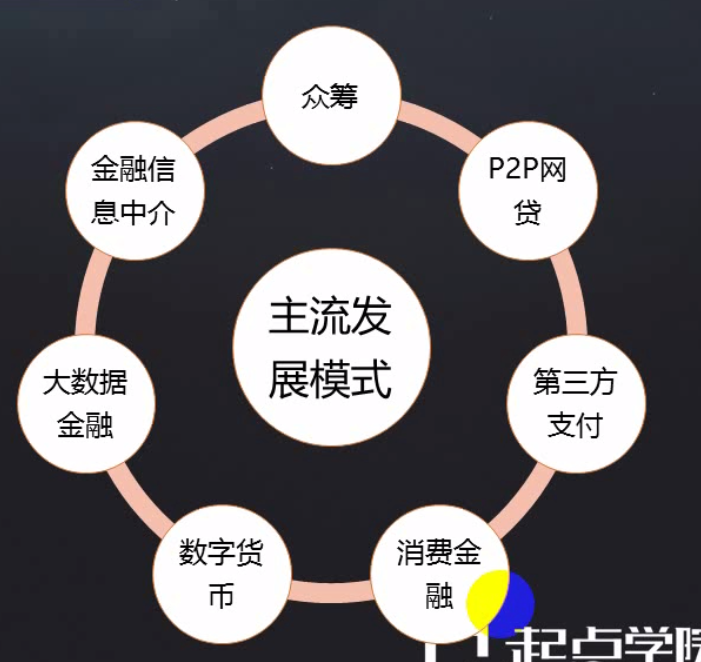 众筹
P2P网
贷
第三方
支付
消费金
融
数字货
币
大数据
金融
金融信
息中介
主流发
展模式
起点学院